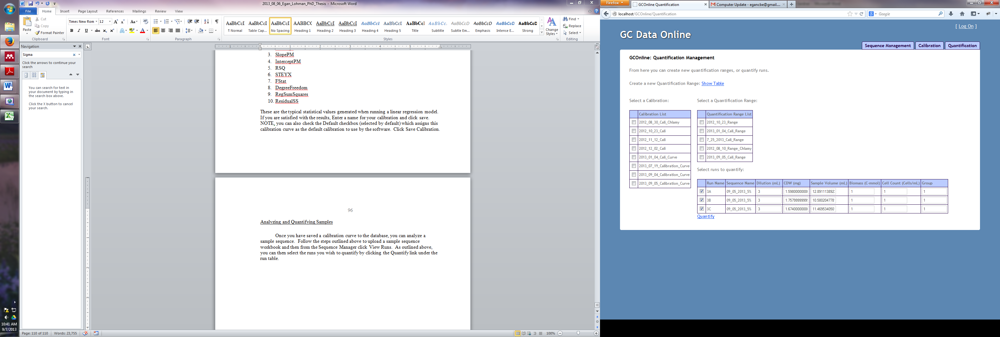 2013_08_06_Egan_Lohman_PhD_Thesis - Microsoft Word
File Home Insert Page Layout References Mailings Review View
Paste
Cut
Copy
Format Painter
Clipboard
Times New Rom 12
Font
Paragraph
AaBbCcI AaBbCcI AaBbCcI AABBCC AaBbCcI AaBbCcI AaBbCcI AaBbCcI AaBbCcI AaBbCc. AaBbCcD AaBbCcD AaBbCcD AaBbCcD
¶ Normal Table Cap... No Spacing Heading 1 Heading 2 Heading 3 Heading 4 Heading 5 Title Subtitle Subtle Em... Emphasis Intense E... Strong
Change Styles
Styles
Find
Replace
Select
Editing
Navigation
Sigma
Click the arrows to continue your
search
You can search for text in
your document by typing in
the search box above.
Click the X button to cancel
your search.
3. SlopePM
4. InterceptPM
5. RSQ
6. STEYX
7. FStat
8. DegreeFreedom
9. RegSumSquares
10. ResidualSS
These are the typical statistical values generated when running a linear regression model.
If you are satisfied with the results, Enter a name for your calibration and click save.
NOTE, you can also check the Default checkbox (selected by default) which assigns this
calibration curve as the default calibration to use by the software. Click Save Calibration.
96
Analyzing and Quantifying Samples
Once you have saved a calibration curve to the database, you can analyze a
sample sequence. Follow the steps outlined above to upload a sample sequence
workbook and then from the Sequence Manager click View Runs. As outlined above,
you can then select the runs you wish to quantify by clicking the Quantify link under the
run table.
10:41 AM
9/7/2013
Page: 110 of 110 Words: 23,755
100%
Firefox
GCOnline Quantification
Computer Update - egancbe@gmail....
localhost/GCOnline/Quantification
Google
[ Log On ]
GC Data Online
Sequence Management Calibration Quantification
GCOnline: Quantification Management
From here you can create new quantification ranges, or quantify runs.
Create a new Quantification Range: Show Table
Select a Calibration:
Calibration List
2012_08_30_Cali_Chlamy
2012_10_23_Cali
2012_11_12_Cali
2012_12_02_Cali
2013_01_04_Cali_Curve
2013_07_19_Calibration_Curve
2013_09_04_Calibration_Curve
2013_09_05_Calibration_Curve
Select a Quantification Range:
Quantification Range List
2012_10_23_Range
2013_01_04_Cali_Range
7_25_2013_Cali_Range
2012_08_10_Range_Chlamy
2013_09_05_Cali_Range
Select runs to quantify:
Run Name Sequence Name Dilution (mL) CDW (mg) Sample Volume (mL) Biomass (C-mmol) Cell Count (Cells/mL) Group
3A 09_05_2013_5% 3 1.598000000 12.89111389 1 1 1
3B 09_05_2013_5% 3 1.7579999999 10.580204778 1 1 1
3C 09_05_2013_5% 3 1.674000000 11.469534050 1 1 1
Quantify